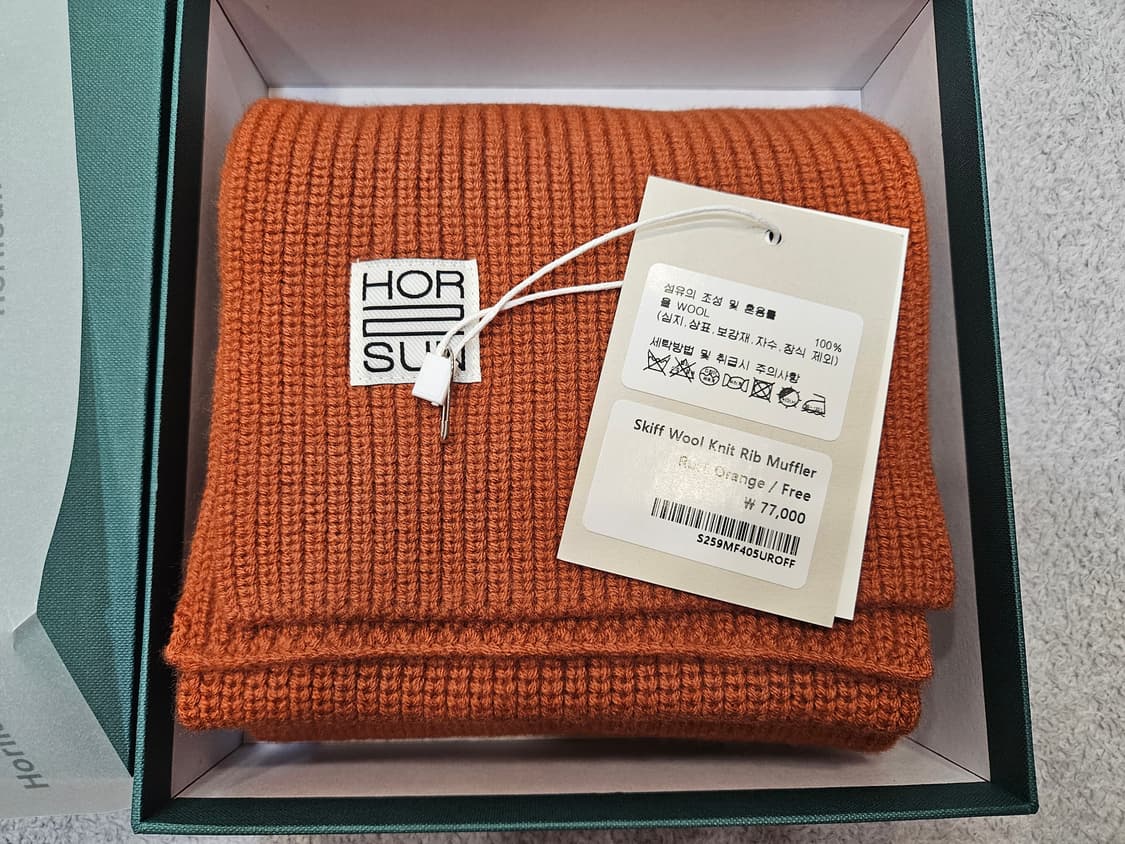 HOR
SUN
섬유의 조성 및 혼용률
율 WOOL 100%
(심지,상표,보강재,자수,장식 제외)
세탁방법 및 취급시 주의사항
Skiff Wool Knit Rib Muffler
Rust Orange / Free
₩ 77,000
S259MF405UROFF